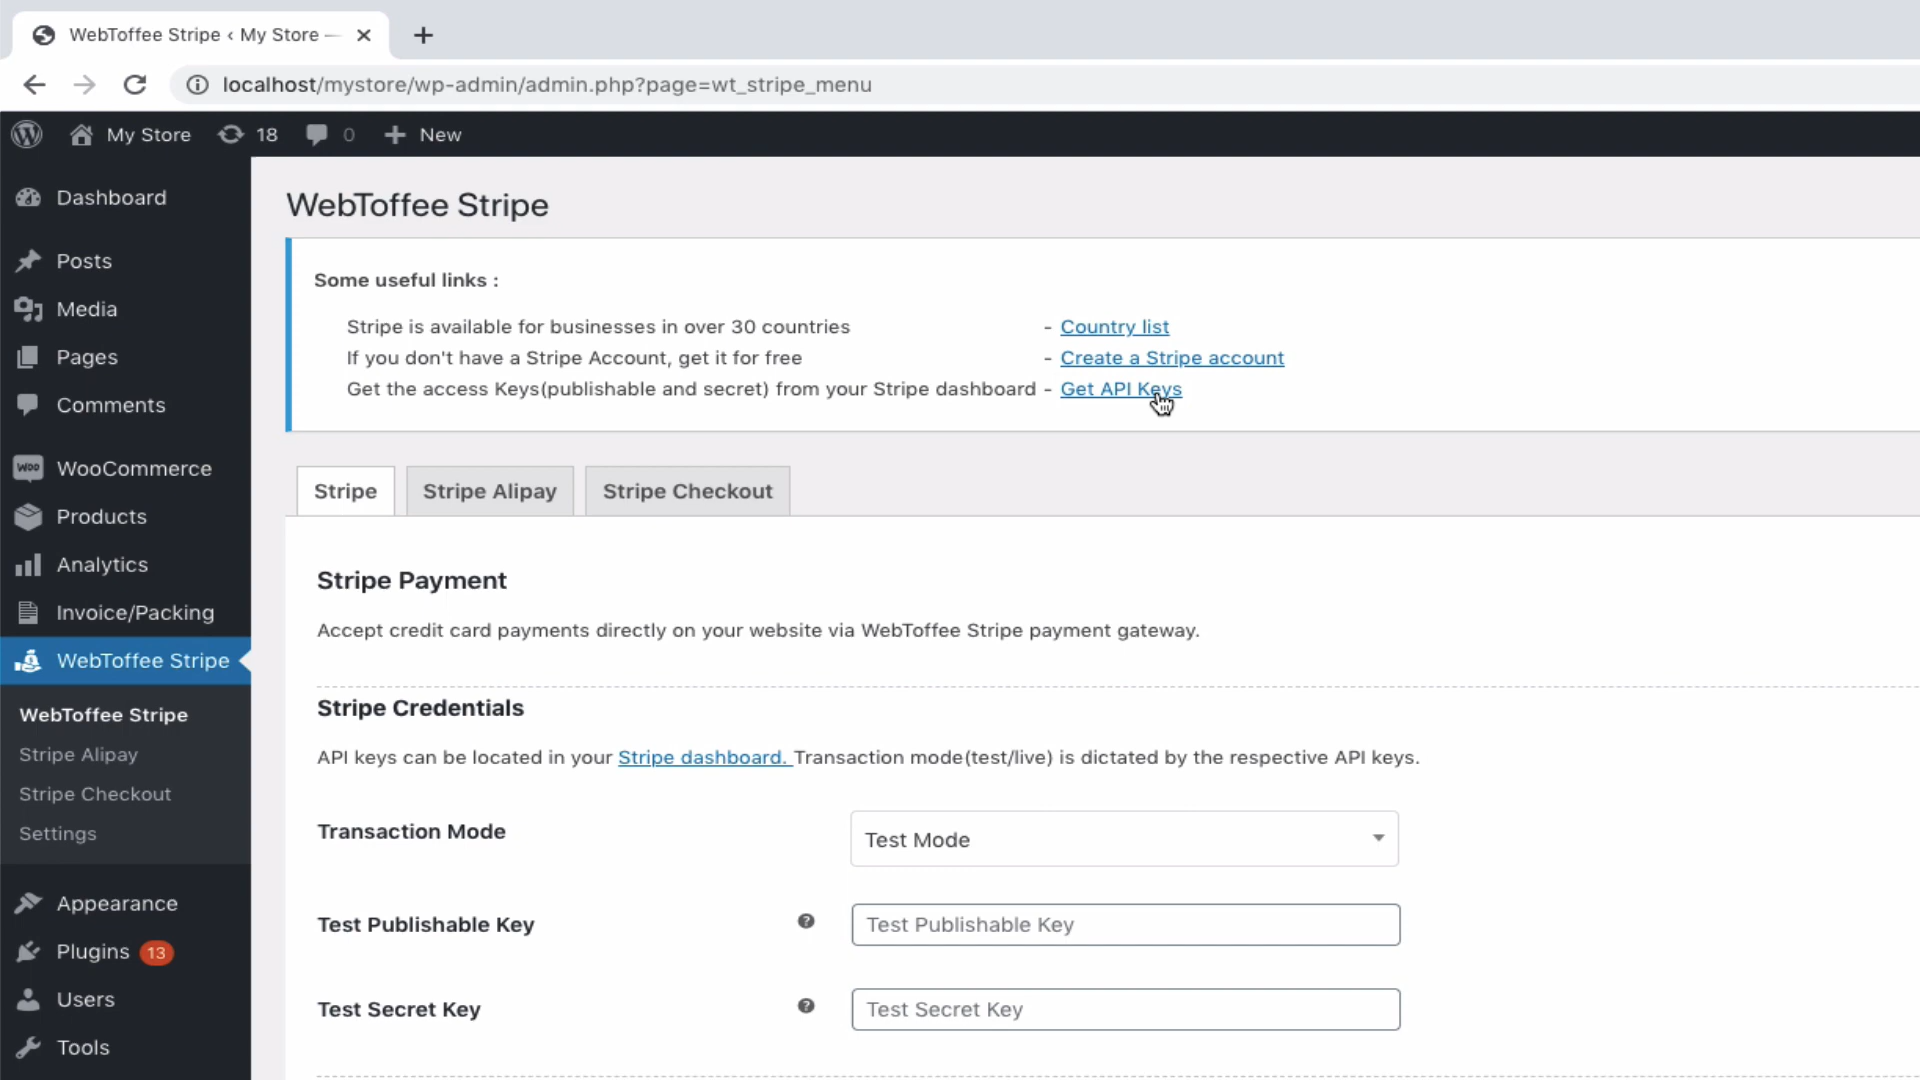 WebToffee Stripe ‹ My Store —
localhost/mystore/wp-admin/admin.php?page=wt_stripe_menu
My Store 18 0 New
Dashboard
Posts
Media
Pages
Comments
WooCommerce
Products
Analytics
Invoice/Packing
WebToffee Stripe
WebToffee Stripe
Stripe Alipay
Stripe Checkout
Settings
Appearance
Plugins 13
Users
Tools
WebToffee Stripe
Some useful links :
Stripe is available for businesses in over 30 countries - Country list
If you don't have a Stripe Account, get it for free - Create a Stripe account
Get the access Keys(publishable and secret) from your Stripe dashboard - Get API Keys
Stripe Stripe Alipay Stripe Checkout
Stripe Payment
Accept credit card payments directly on your website via WebToffee Stripe payment gateway.
Stripe Credentials
API keys can be located in your Stripe dashboard. Transaction mode(test/live) is dictated by the respective API keys.
Transaction Mode Test Mode
Test Publishable Key ? Test Publishable Key
Test Secret Key ? Test Secret Key